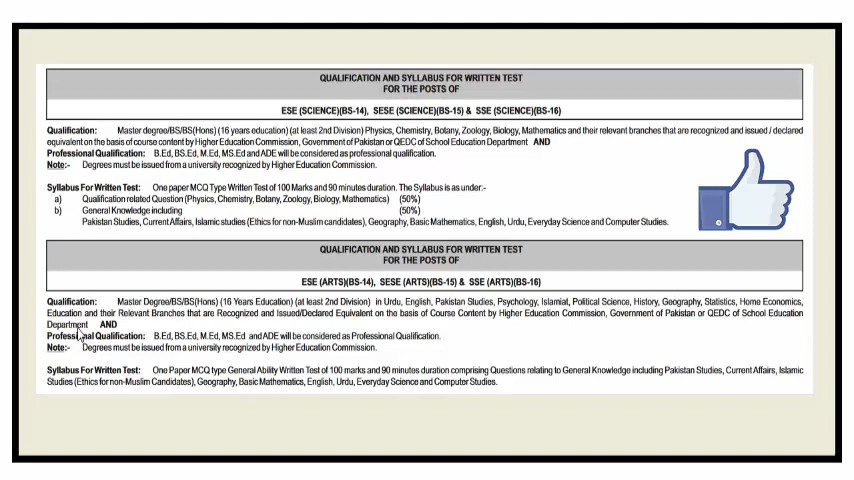 QUALIFICATION AND SYLLABUS FOR WRITTEN TEST
FOR THE POSTS OF
ESE (SCIENCE)(BS-14), SESE (SCIENCE)(BS-15) & SSE (SCIENCE)(BS-16)
Qualification: Master degree/BS/BS(Hons) (16 years education) (at least 2nd Division) Physics, Chemistry, Botany, Zoology, Biology, Mathematics and their relevant branches that are recognized and issued / declared
equivalent on the basis of course content by Higher Education Commission, Government of Pakistan or QEDC of School Education Department AND
Professional Qualification: B.Ed, BS.Ed, M.Ed, MS.Ed and ADE will be considered as professional qualification.
Note:- Degrees must be issued from a university recognized by Higher Education Commission.
Syllabus For Written Test: One paper MCQ Type Written Test of 100 Marks and 90 minutes duration. The Syllabus is as under:-
a) Qualification related Question (Physics, Chemistry, Botany, Zoology, Biology, Mathematics) (50%)
b) General Knowledge including (50%)
Pakistan Studies, Current Affairs, Islamic studies (Ethics for non-Muslim candidates), Geography, Basic Mathematics, English, Urdu, Everyday Science and Computer Studies.
QUALIFICATION AND SYLLABUS FOR WRITTEN TEST
FOR THE POSTS OF
ESE (ARTS)(BS-14), SESE (ARTS)(BS-15) & SSE (ARTS)(BS-16)
Qualification: Master Degree/BS/BS(Hons) (16 Years Education) (at least 2nd Division) in Urdu, English, Pakistan Studies, Psychology, Islamiat, Political Science, History, Geography, Statistics, Home Economics,
Education and their Relevant Branches that are Recognized and Issued/Declared Equivalent on the basis of Course Content by Higher Education Commission, Government of Pakistan or QEDC of School Education
Department AND
Professional Qualification: B.Ed, BS.Ed, M.Ed, MS.Ed and ADE will be considered as Professional Qualification.
Note:- Degrees must be issued from a university recognized by Higher Education Commission.
Syllabus For Written Test: One Paper MCQ type General Ability Written Test of 100 marks and 90 minutes duration comprising Questions relating to General Knowledge including Pakistan Studies, Current Affairs, Islamic
Studies (Ethics for non-Muslim Candidates), Geography, Basic Mathematics, English, Urdu, Everyday Science and Computer Studies.